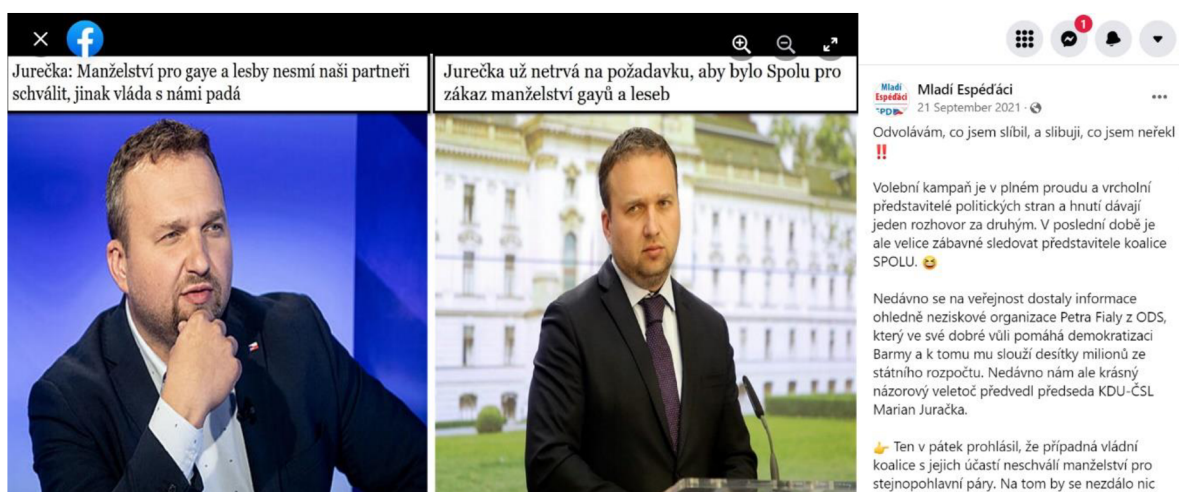 Jurečka: Manželství pro gaye a lesby nesmí naši partneři
schválit, jinak vláda s námi padá
Jurečka už netrvá na požadavku, aby bylo Spolu pro
zákaz manželství gayů a leseb
1
Mladí
Espéďáci
SPD
Mladí Espéďáci
21 September 2021 ·
Odvolávám, co jsem slíbil, a slibuji, co jsem neřekl
‼️
Volební kampaň je v plném proudu a vrcholní
představitelé politických stran a hnutí dávají
jeden rozhovor za druhým. V poslední době je
ale velice zábavné sledovat představitele koalice
SPOLU. 😆
Nedávno se na veřejnost dostaly informace
ohledně neziskové organizace Petra Fialy z ODS,
který ve své dobré vůli pomáhá demokratizaci
Barmy a k tomu mu slouží desítky milionů ze
státního rozpočtu. Nedávno nám ale krásný
názorový veletoč předvedl předseda KDU-ČSL
Marian Juračka.
👉 Ten v pátek prohlásil, že případná vládní
koalice s jejich účastí neschválí manželství pro
stejnopohlavní páry. Na tom by se nezdálo nic